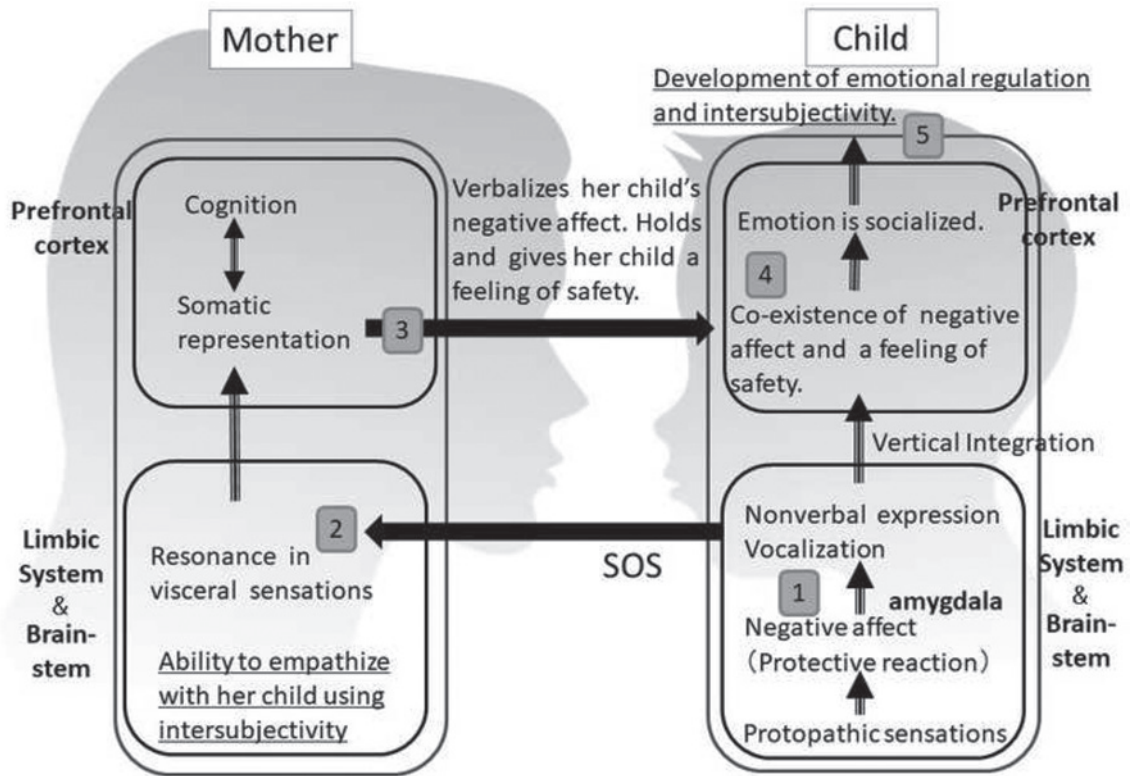 Mother
Child
Development of emotional regulation
and intersubjectivity.
5
Prefrontal
cortex
Cognition
Somatic
representation
3
Verbalizes her child's
negative affect. Holds
and gives her child a
feeling of safety.
Emotion is socialized.
Prefrontal
cortex
4
Co-existence of negative
affect and a feeling of
safety.
Vertical Integration
Limbic
System
&
Brain-
stem
2
Resonance in
visceral sensations
Ability to empathize
with her child using
intersubjectivity
SOS
Nonverbal expression
Vocalization
1
amygdala
Negative affect
(Protective reaction)
Protopathic sensations
Limbic
System
&
Brain-
stem